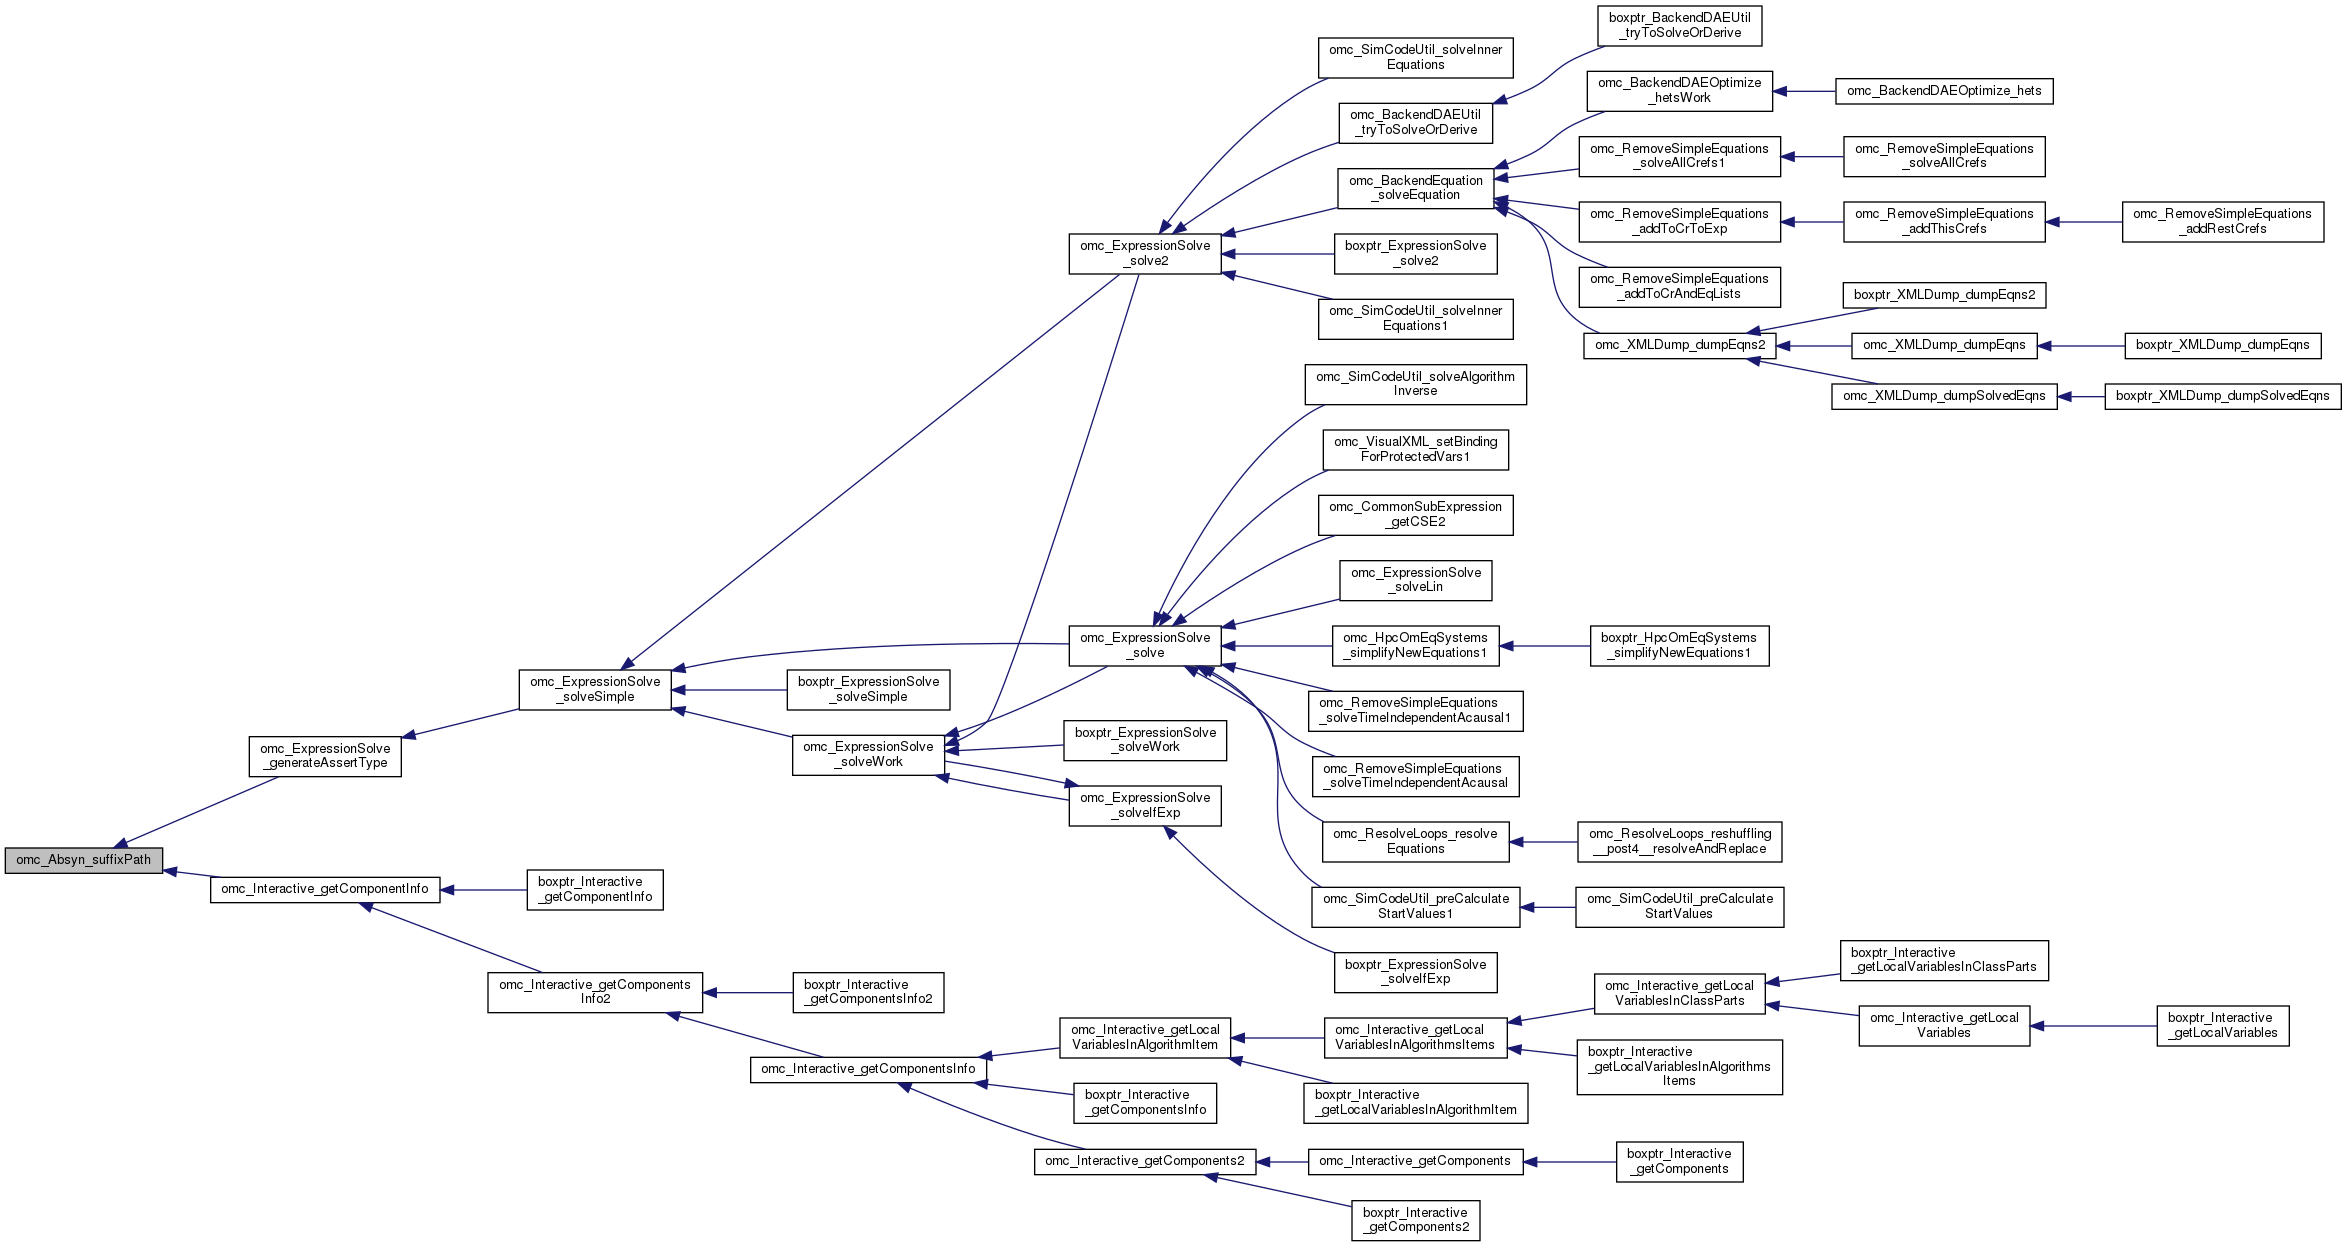 omc_Absyn_suffixPath
omc_ExpressionSolve
_generateAssertType
omc_Interactive_getComponentInfo
omc_ExpressionSolve
_solveSimple
boxptr_Interactive
_getComponentInfo
omc_Interactive_getComponents
Info2
boxptr_ExpressionSolve
_solveSimple
omc_ExpressionSolve
_solveWork
boxptr_Interactive
_getComponentsInfo2
omc_Interactive_getComponentsInfo
omc_ExpressionSolve
_solve2
omc_ExpressionSolve
_solve
boxptr_ExpressionSolve
_solveWork
omc_ExpressionSolve
_solveIfExp
omc_Interactive_getLocal
VariablesInAlgorithmItem
boxptr_Interactive
_getComponentsInfo
omc_Interactive_getComponents2
omc_SimCodeUtil_solveInner
Equations
omc_BackendDAEUtil
_tryToSolveOrDerive
omc_BackendEquation
_solveEquation
boxptr_ExpressionSolve
_solve2
omc_SimCodeUtil_solveInner
Equations1
omc_SimCodeUtil_solveAlgorithm
Inverse
omc_VisualXML_setBinding
ForProtectedVars1
omc_CommonSubExpression
_getCSE2
omc_ExpressionSolve
_solveLin
omc_HpcOmEqSystems
_simplifyNewEquations1
omc_RemoveSimpleEquations
_solveTimeIndependentAcausal1
omc_RemoveSimpleEquations
_solveTimeIndependentAcausal
omc_ResolveLoops_resolve
Equations
omc_SimCodeUtil_preCalculate
StartValues1
boxptr_ExpressionSolve
_solveIfExp
omc_Interactive_getLocal
VariablesInAlgorithmsItems
boxptr_Interactive
_getLocalVariablesInAlgorithmItem
omc_Interactive_getComponents
boxptr_Interactive
_getComponents2
boxptr_BackendDAEUtil
_tryToSolveOrDerive
omc_BackendDAEOptimize
_hetsWork
omc_RemoveSimpleEquations
_solveAllCrefs1
omc_RemoveSimpleEquations
_addToCrToExp
omc_RemoveSimpleEquations
_addToCrAndEqLists
omc_XMLDump_dumpEqns2
boxptr_HpcOmEqSystems
_simplifyNewEquations1
omc_ResolveLoops_reshuffling
__post4__resolveAndReplace
omc_SimCodeUtil_preCalculate
StartValues
omc_Interactive_getLocal
VariablesInClassParts
boxptr_Interactive
_getLocalVariablesInAlgorithms
Items
boxptr_Interactive
_getComponents
omc_BackendDAEOptimize_hets
omc_RemoveSimpleEquations
_solveAllCrefs
omc_RemoveSimpleEquations
_addThisCrefs
boxptr_XMLDump_dumpEqns2
omc_XMLDump_dumpEqns
omc_XMLDump_dumpSolvedEqns
boxptr_Interactive
_getLocalVariablesInClassParts
omc_Interactive_getLocal
Variables
omc_RemoveSimpleEquations
_addRestCrefs
boxptr_XMLDump_dumpEqns
boxptr_XMLDump_dumpSolvedEqns
boxptr_Interactive
_getLocalVariables